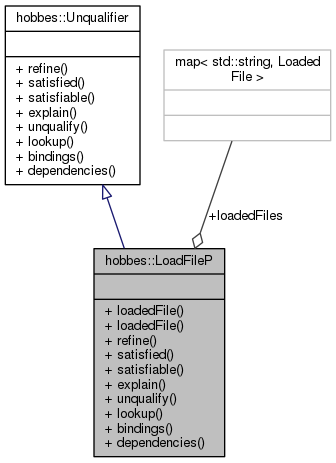 hobbes::Unqualifier
+ refine()
+ satisfied()
+ satisfiable()
+ explain()
+ unqualify()
+ lookup()
+ bindings()
+ dependencies()
map< std::string, Loaded
File >
+loadedFiles
hobbes::LoadFileP
+ loadedFile()
+ loadedFile()
+ refine()
+ satisfied()
+ satisfiable()
+ explain()
+ unqualify()
+ lookup()
+ bindings()
+ dependencies()